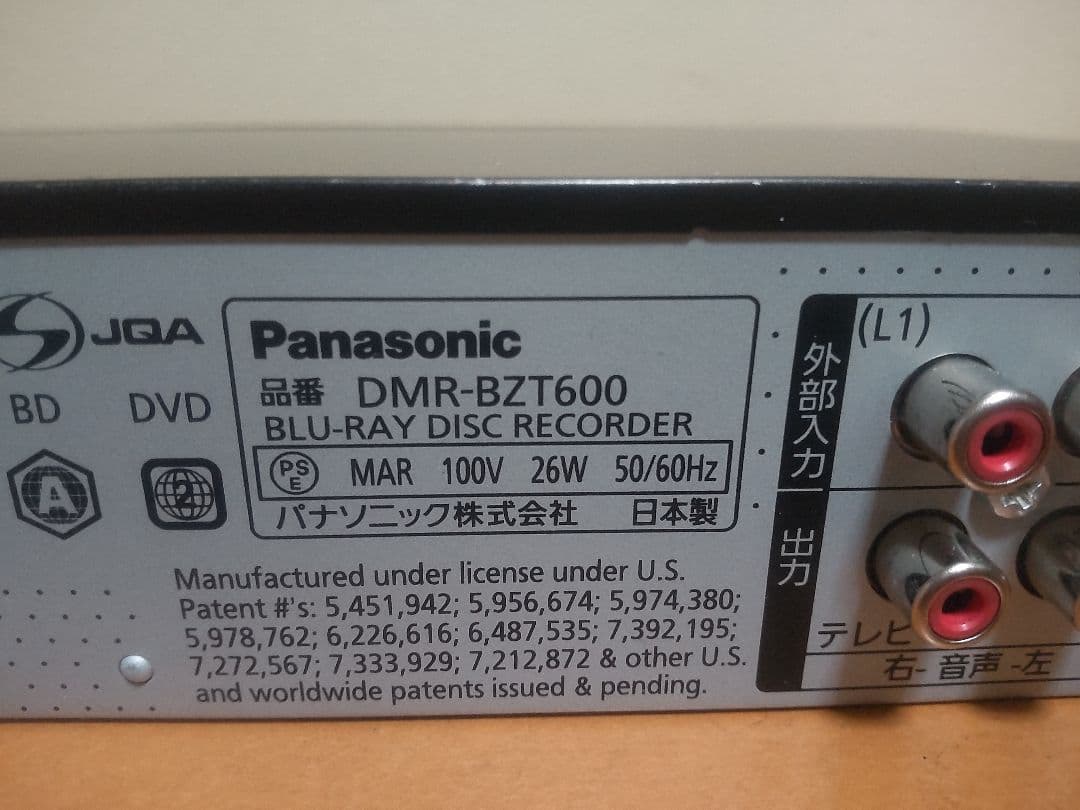 JQA
BD DVD
A
2
Panasonic
品番 DMR-BZT600
BLU-RAY DISC RECORDER
PS E MAR 100V 26W 50/60Hz
パナソニック株式会社 日本製
Manufactured under license under U.S.
Patent #'s: 5,451,942; 5,956,674; 5,974,380;
5,978,762; 6,226,616; 6,487,535; 7,392,195;
7,272,567; 7,333,929; 7,212,872 & other U.S.
and worldwide patents issued & pending.
(L1)
外部入力
出力
テレビ
右-音声-左